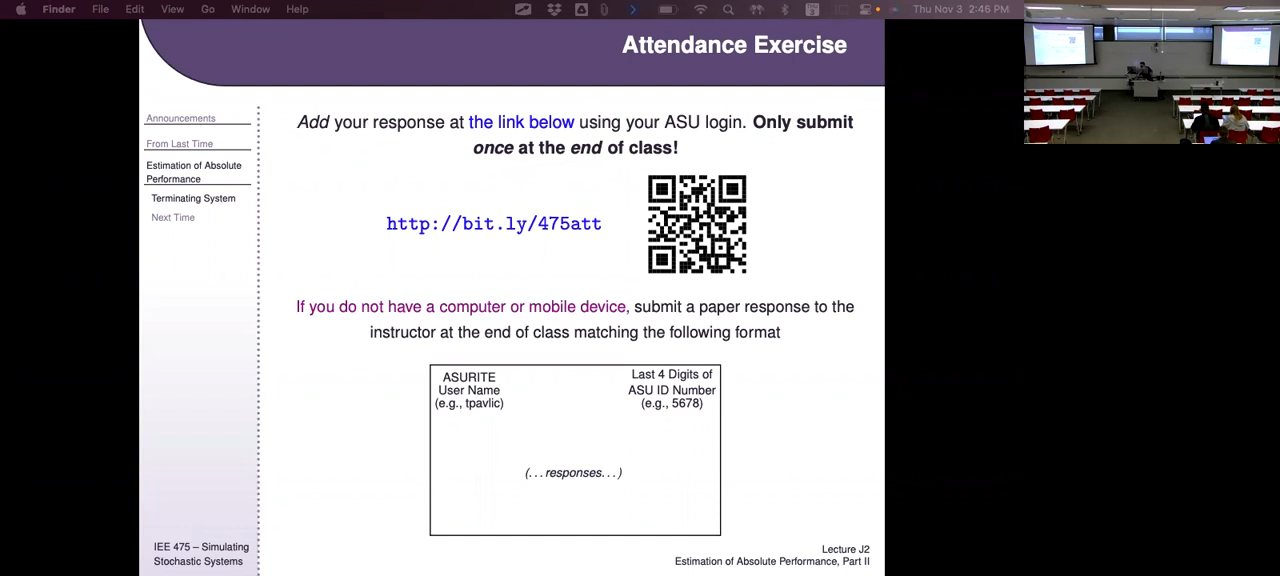 Finder File Edit View Go Window Help Thu Nov 3 2:46 PM
Attendance Exercise
Announcements
From Last Time
Estimation of Absolute
Performance
Terminating System
Next Time
Add your response at the link below using your ASU login. Only submit
once at the end of class!
http://bit.ly/475att
If you do not have a computer or mobile device, submit a paper response to the
instructor at the end of class matching the following format
ASURITE
User Name
(e.g., tpavlic)
Last 4 Digits of
ASU ID Number
(e.g., 5678)
(...responses...)
IEE 475 – Simulating
Stochastic Systems
Lecture J2
Estimation of Absolute Performance, Part II